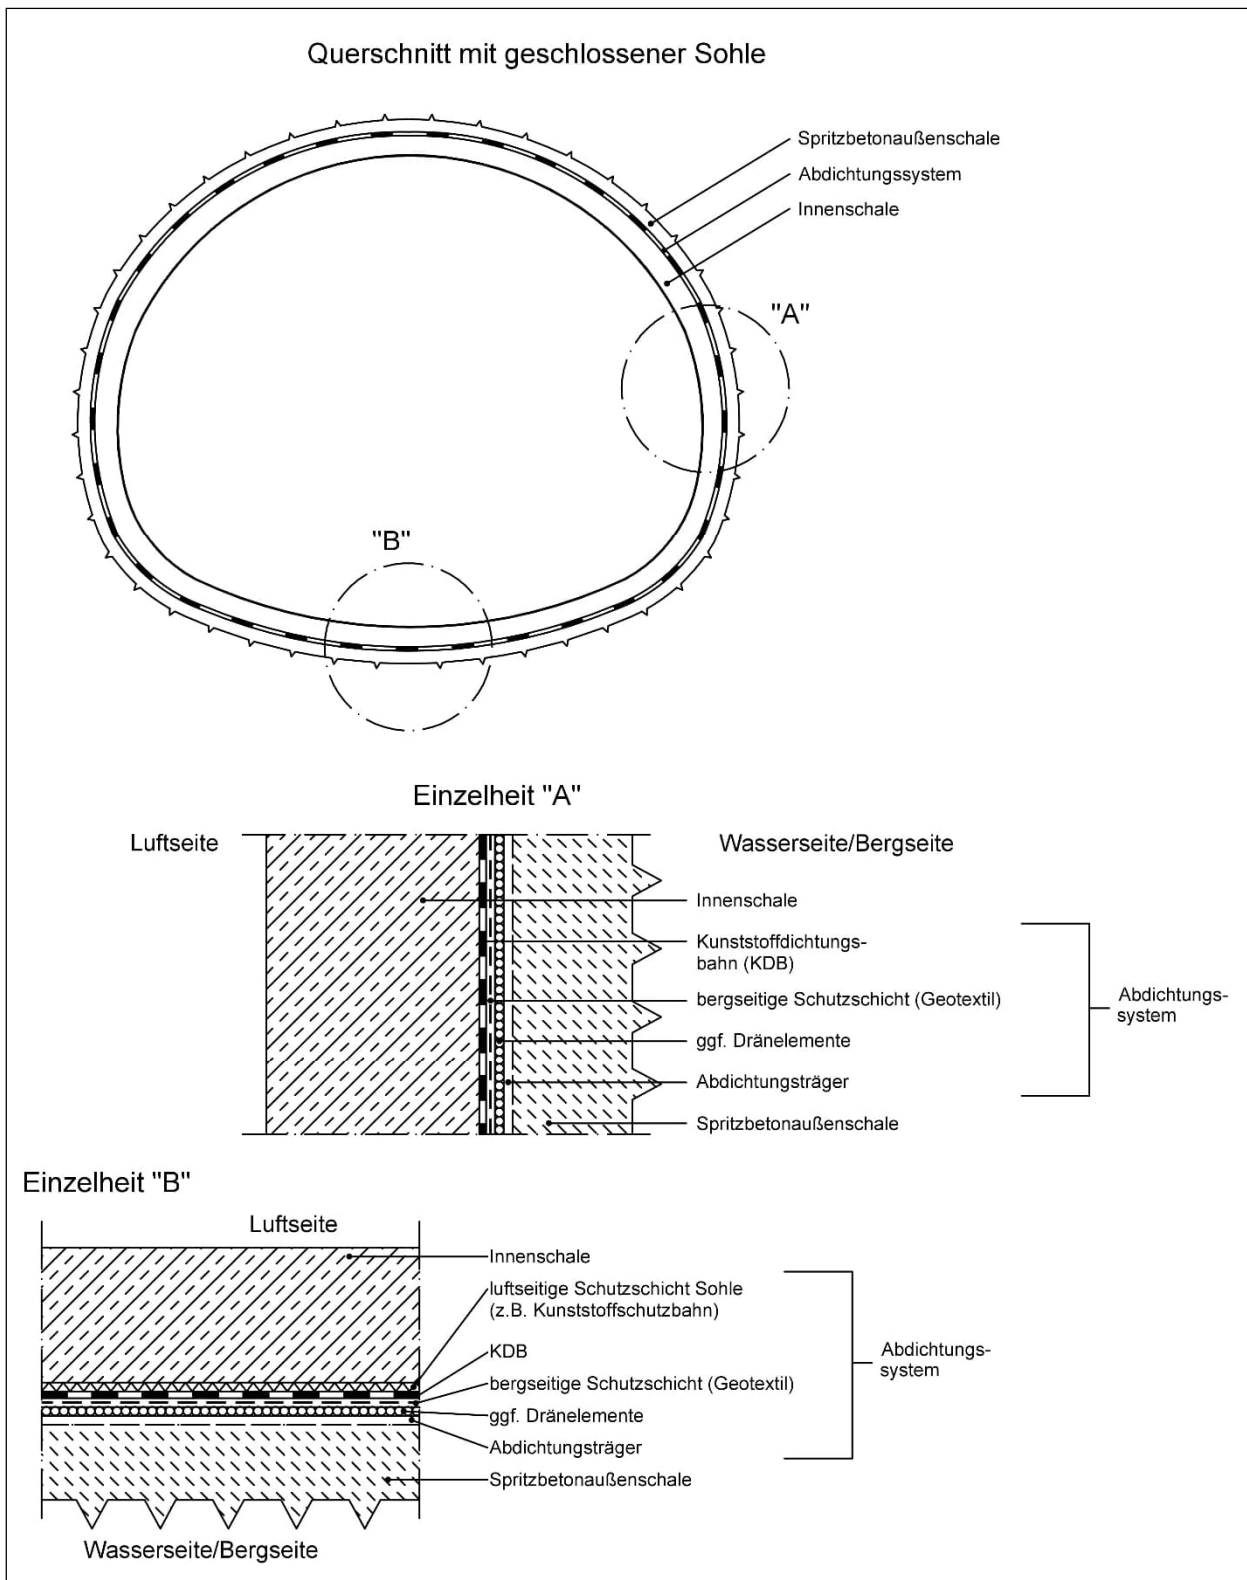 Querschnitt mit geschlossener Sohle
Spritzbetonaußenschale
Abdichtungssystem
Innenschale
"A"
"B"
Einzelheit "A"
Luftseite
Wasserseite/Bergseite
Innenschale
Kunststoffdichtungs-
bahn (KDB)
bergseitige Schutzschicht (Geotextil)
ggf. Dränelemente
Abdichtungsträger
Spritzbetonaußenschale
Abdichtungs-
system
Einzelheit "B"
Luftseite
Innenschale
luftseitige Schutzschicht Sohle
(z.B. Kunststoffschutzbahn)
KDB
bergseitige Schutzschicht (Geotextil)
ggf. Dränelemente
Abdichtungsträger
Spritzbetonaußenschale
Abdichtungs-
system
Wasserseite/Bergseite